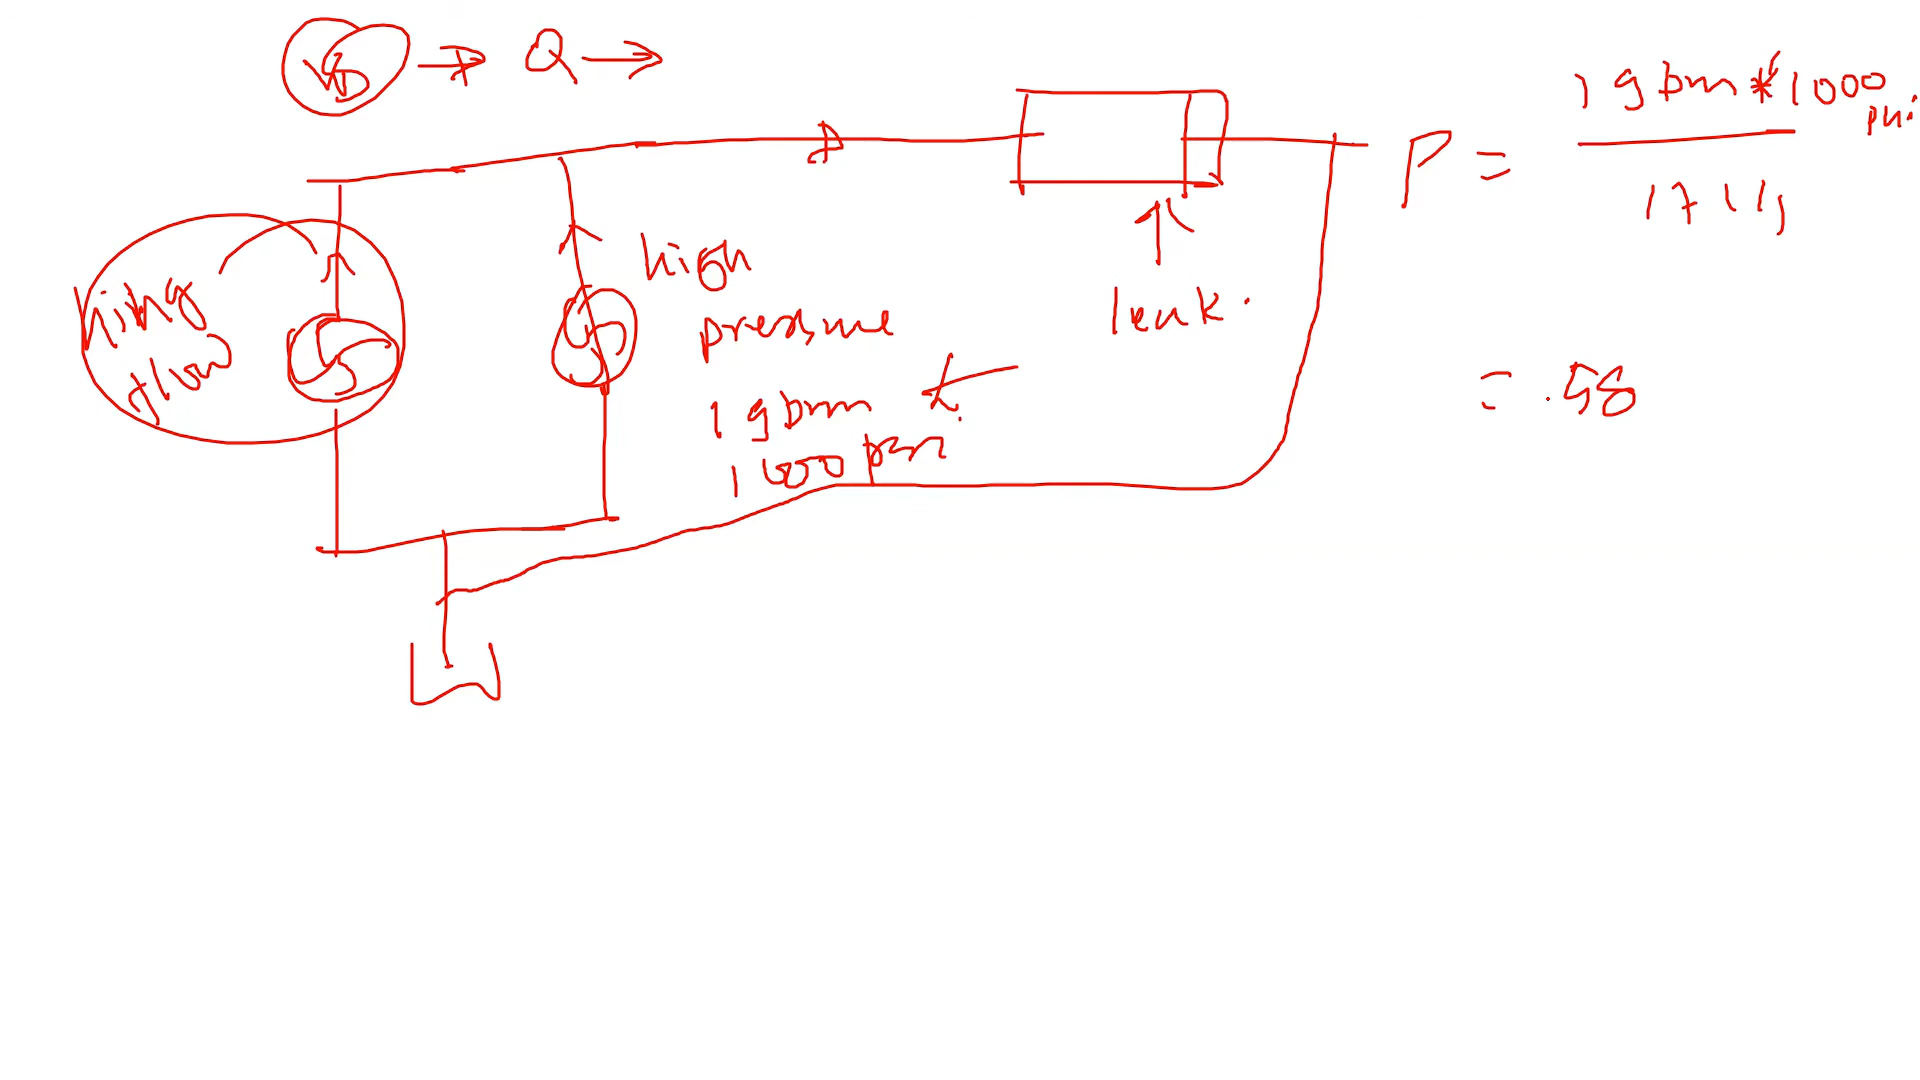 VD → Q →
P = 1 gpm * 1000 psi
1714
high flow
high pressure
leak.
1 gpm
1000 psi
= .58